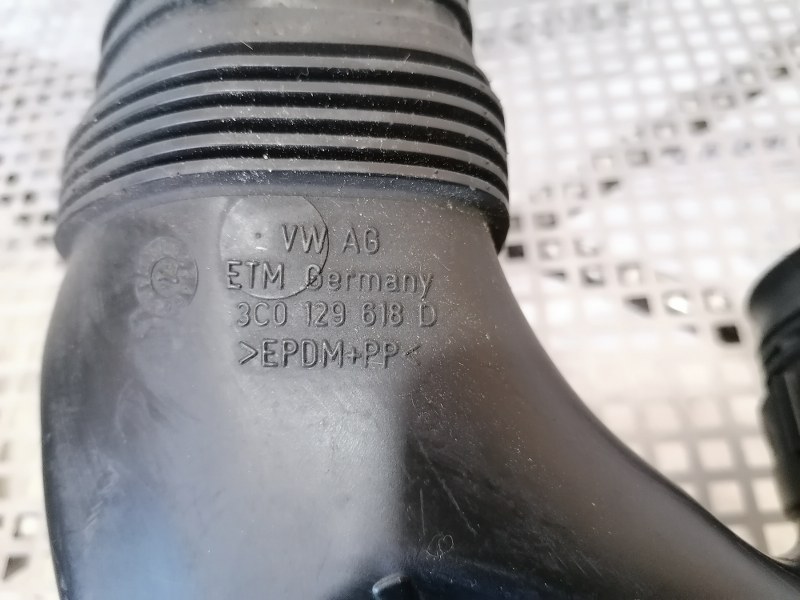 VW AG
ETM Germany
3C0 129 618 D
>EPDM+PP<